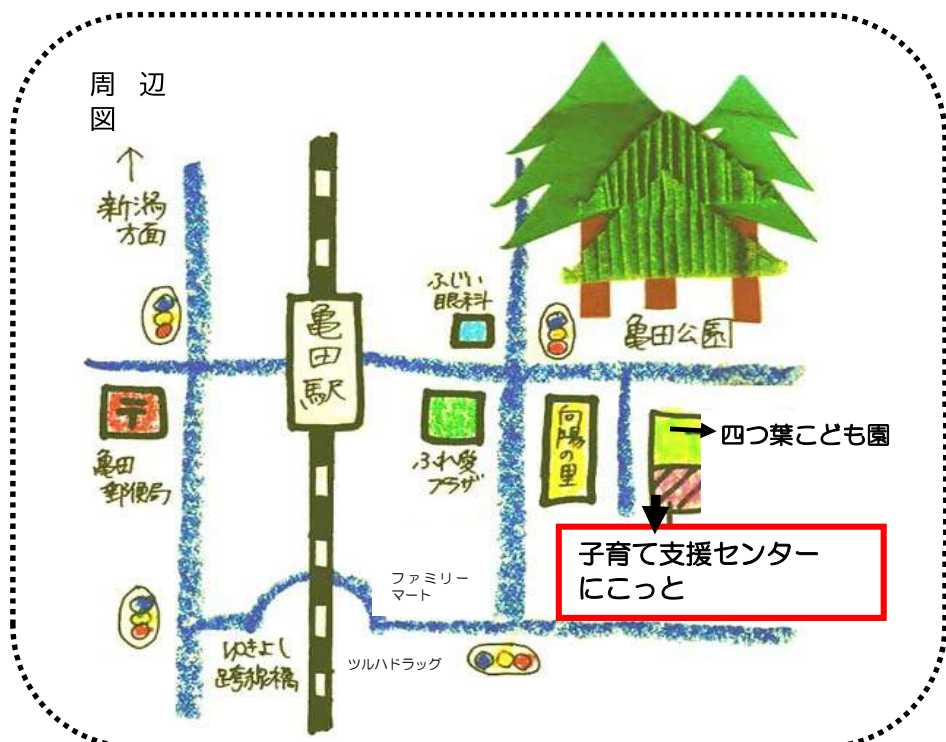 周 辺
図
↑
新潟
方面
ふじい
眼科
亀田駅
亀田公園
〒
亀田
郵便局
ふれ愛
プラザ
向陽の里
四つ葉こども園
子育て支援センター
にこっと
ファミリー
マート
ゆきよし
跨線橋
ツルハドラッグ